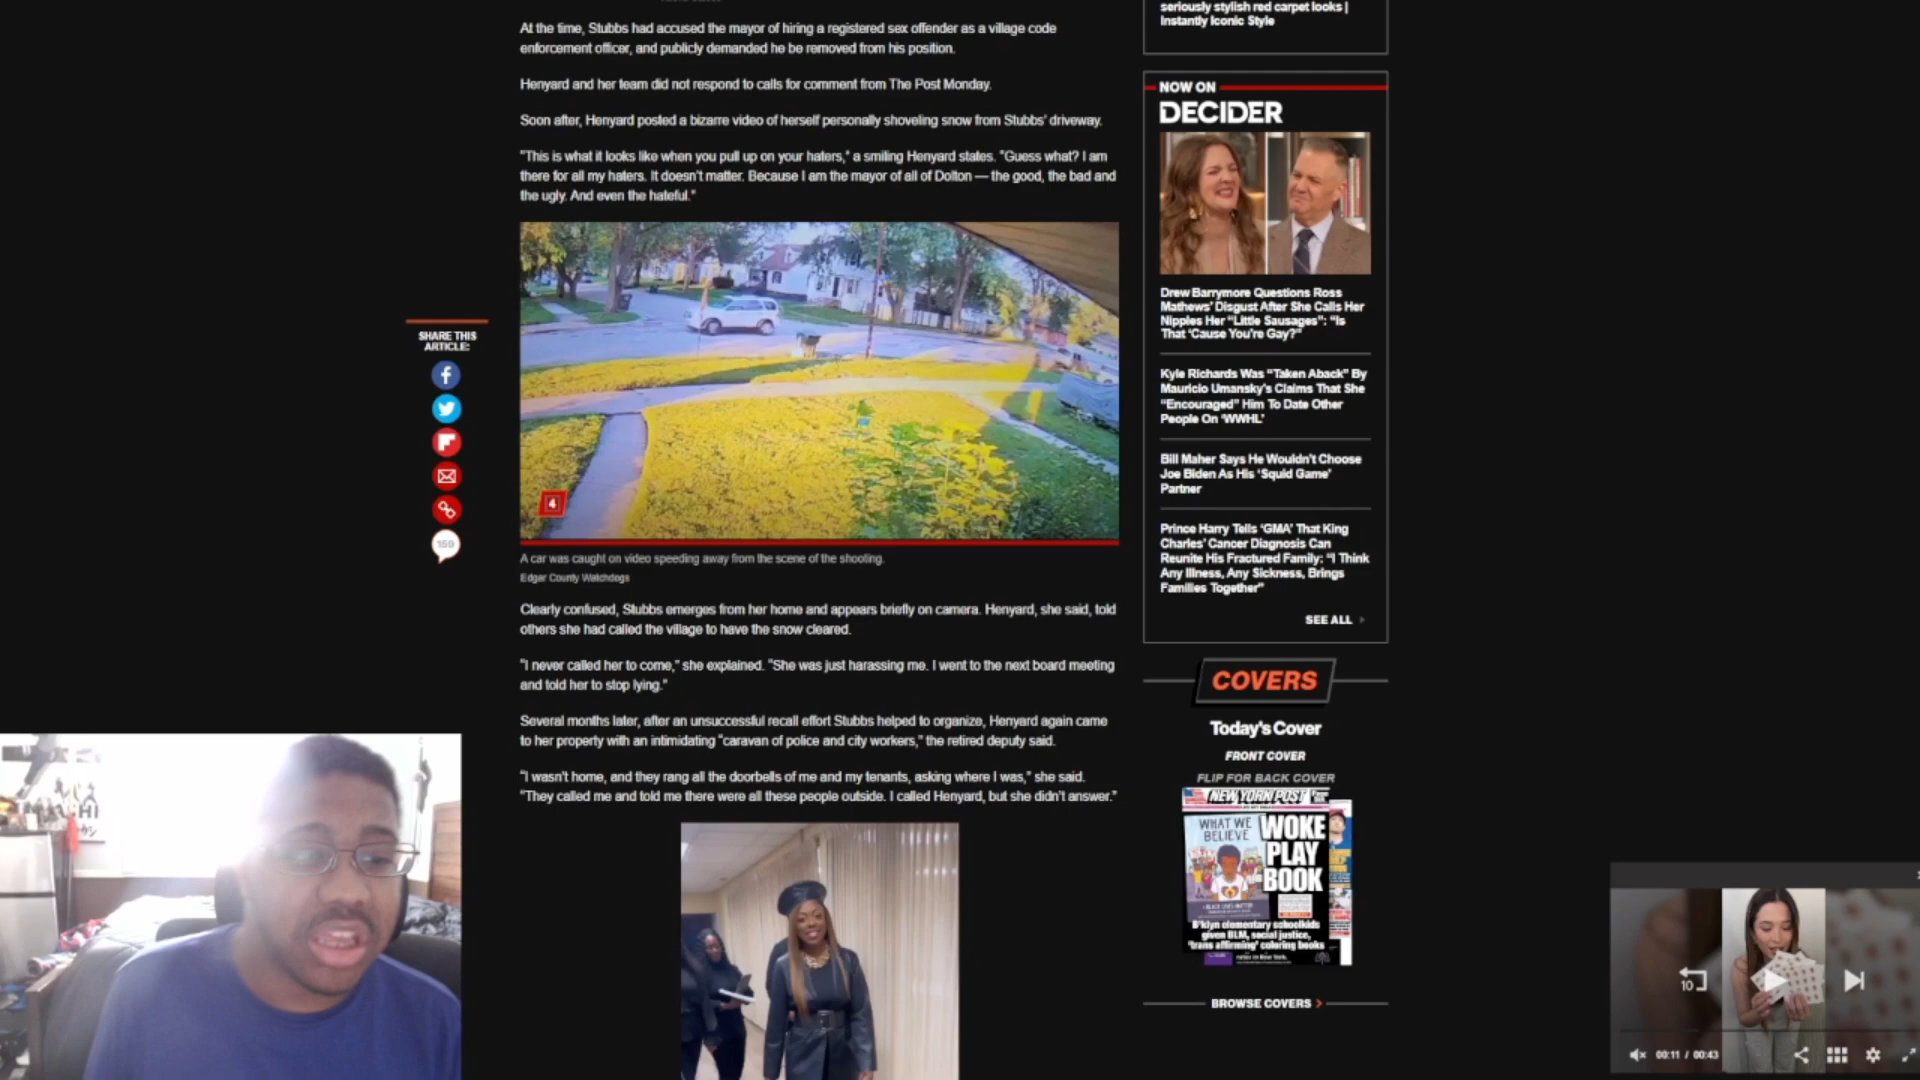 seriously stylish red carpet looks |
Instantly Iconic Style
At the time, Stubbs had accused the mayor of hiring a registered sex offender as a village code
enforcement officer, and publicly demanded he be removed from his position.
Henyard and her team did not respond to calls for comment from The Post Monday.
Soon after, Henyard posted a bizarre video of herself personally shoveling snow from Stubbs' driveway.
"This is what it looks like when you pull up on your haters," a smiling Henyard states. "Guess what? I am
there for all my haters. It doesn't matter. Because I am the mayor of all of Dolton — the good, the bad and
the ugly. And even the hateful."
SHARE THIS
ARTICLE:
159
4
A car was caught on video speeding away from the scene of the shooting.
Edgar County Watchdogs
Clearly confused, Stubbs emerges from her home and appears briefly on camera. Henyard, she said, told
others she had called the village to have the snow cleared.
"I never called her to come," she explained. "She was just harassing me. I went to the next board meeting
and told her to stop lying."
Several months later, after an unsuccessful recall effort Stubbs helped to organize, Henyard again came
to her property with an intimidating "caravan of police and city workers," the retired deputy said.
"I wasn't home, and they rang all the doorbells of me and my tenants, asking where I was," she said.
"They called me and told me there were all these people outside. I called Henyard, but she didn't answer."
NOW ON
DECIDER
Drew Barrymore Questions Ross
Mathews' Disgust After She Calls Her
Nipples Her "Little Sausages": "Is
That 'Cause You're Gay?"
Kyle Richards Was "Taken Aback" By
Mauricio Umansky's Claims That She
"Encouraged" Him To Date Other
People On 'WWHL'
Bill Maher Says He Wouldn't Choose
Joe Biden As His 'Squid Game'
Partner
Prince Harry Tells 'GMA' That King
Charles' Cancer Diagnosis Can
Reunite His Fractured Family: "I Think
Any Illness, Any Sickness, Brings
Families Together"
SEE ALL
COVERS
Today's Cover
FRONT COVER
FLIP FOR BACK COVER
NEW YORK POST
WHAT WE
BELIEVE
WOKE
PLAY
BOOK
B'klyn elementary schoolkids
given BLM, social justice,
'trans affirming' coloring books
BROWSE COVERS
10
00:11 / 00:43